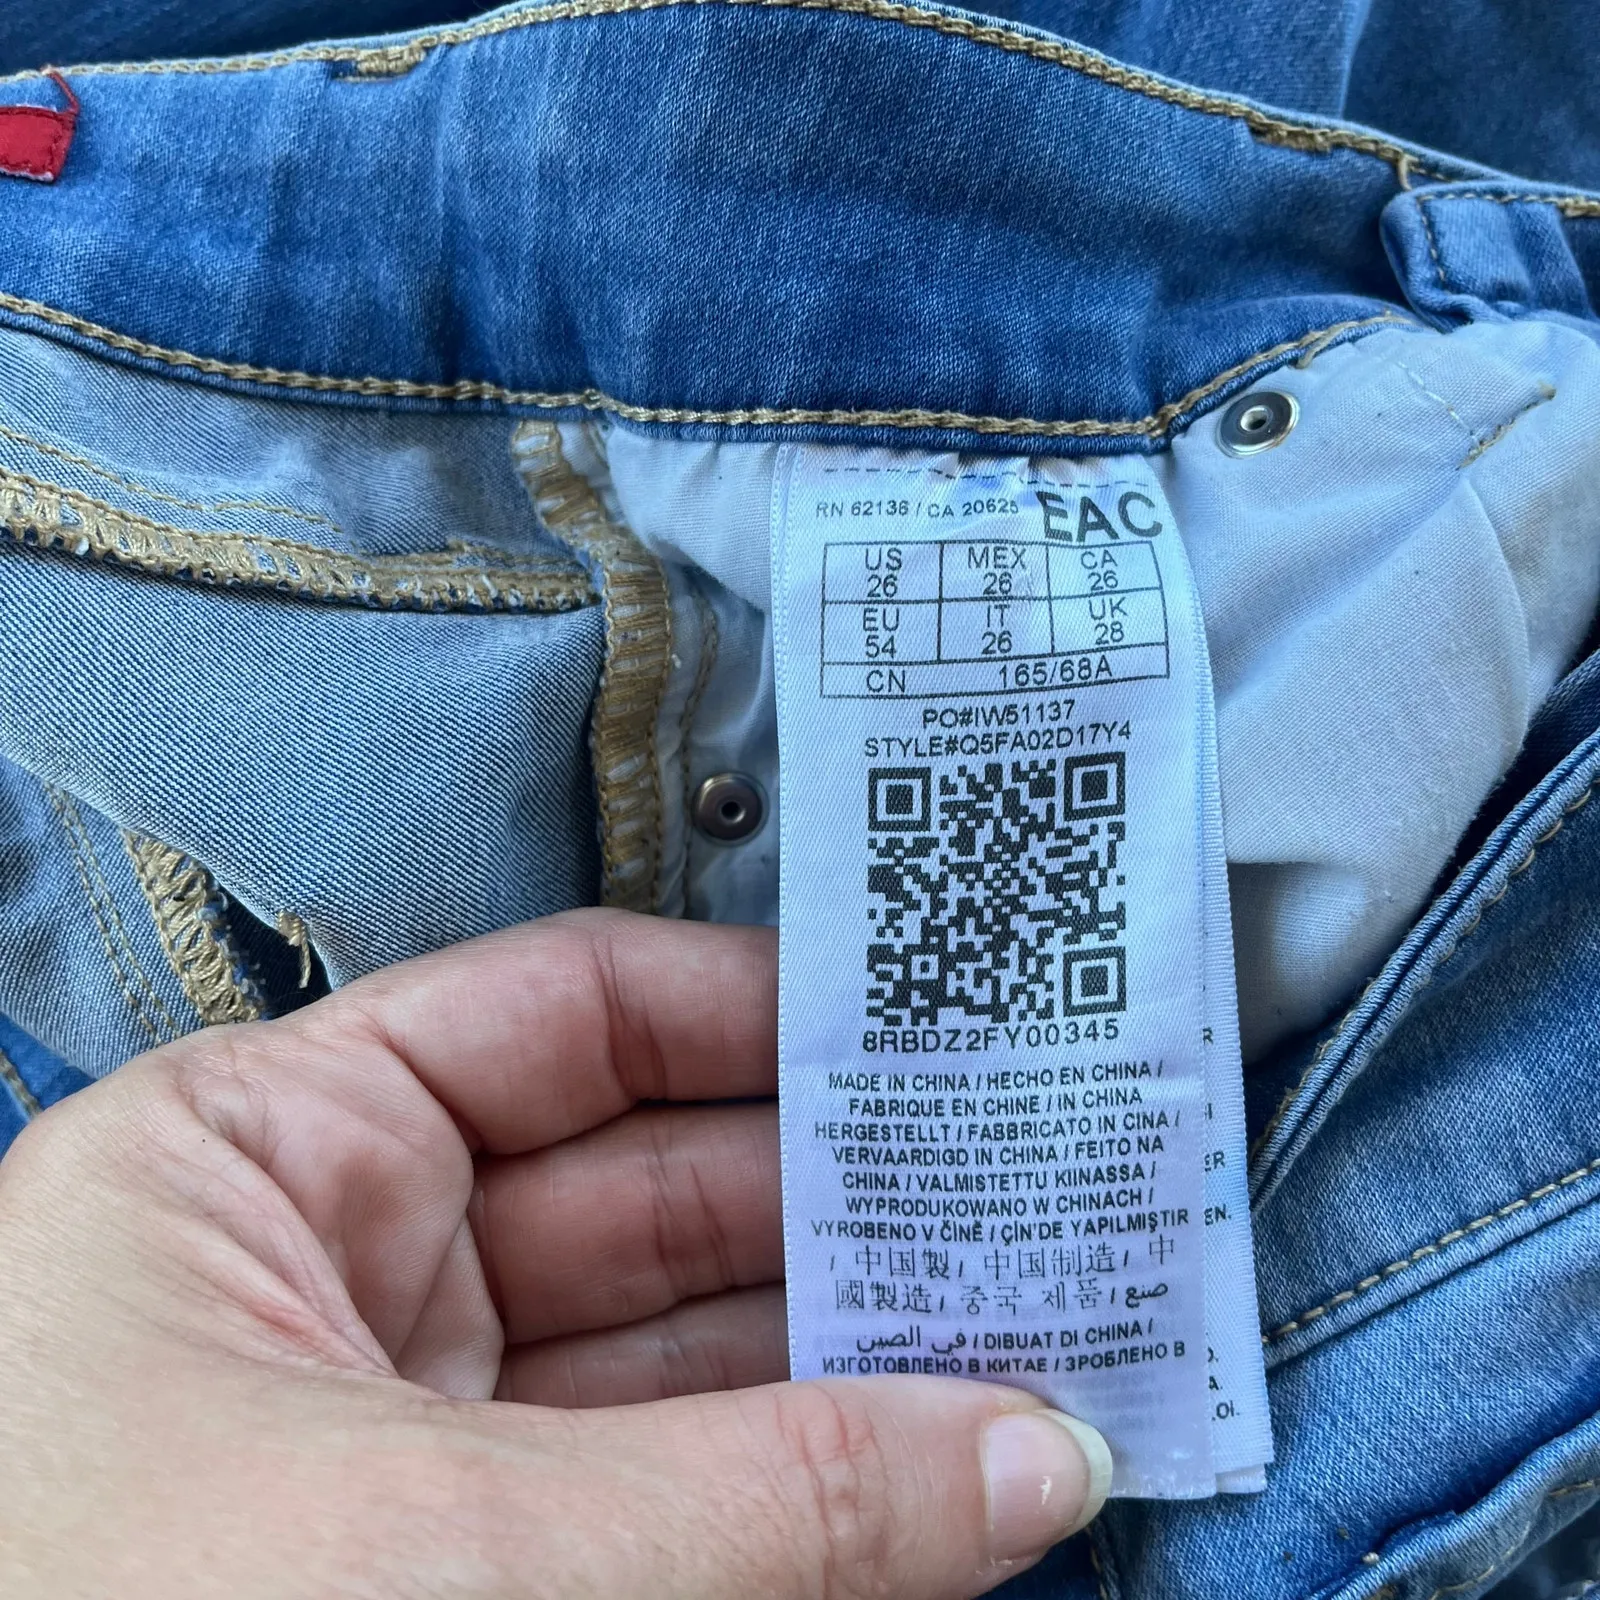 RN 62136 / CA 20625
EAC
US 26 MEX 26 CA 26
EU 54 IT 26 UK 28
CN 165/68A
PO#IW51137
STYLE#Q5FA02D17Y4
8RBDZ2FY00345
MADE IN CHINA / HECHO EN CHINA /
FABRIQUE EN CHINE / IN CHINA
HERGESTELLT / FABBRICATO IN CINA /
VERVAARDIGD IN CHINA / FEITO NA
CHINA / VALMISTETTU KIINASSA /
WYPRODUKOWANO W CHINACH /
VYROBENO V ČÍNĚ / ÇİN'DE YAPILMIŞTIR
/ 中国製 / 中国制造 / 中
國製造 / 중국 제품 / صنع
في الصين / DIBUAT DI CHINA /
ИЗГОТОВЛЕНО В КИТАЕ / ЗРОБЛЕНО В